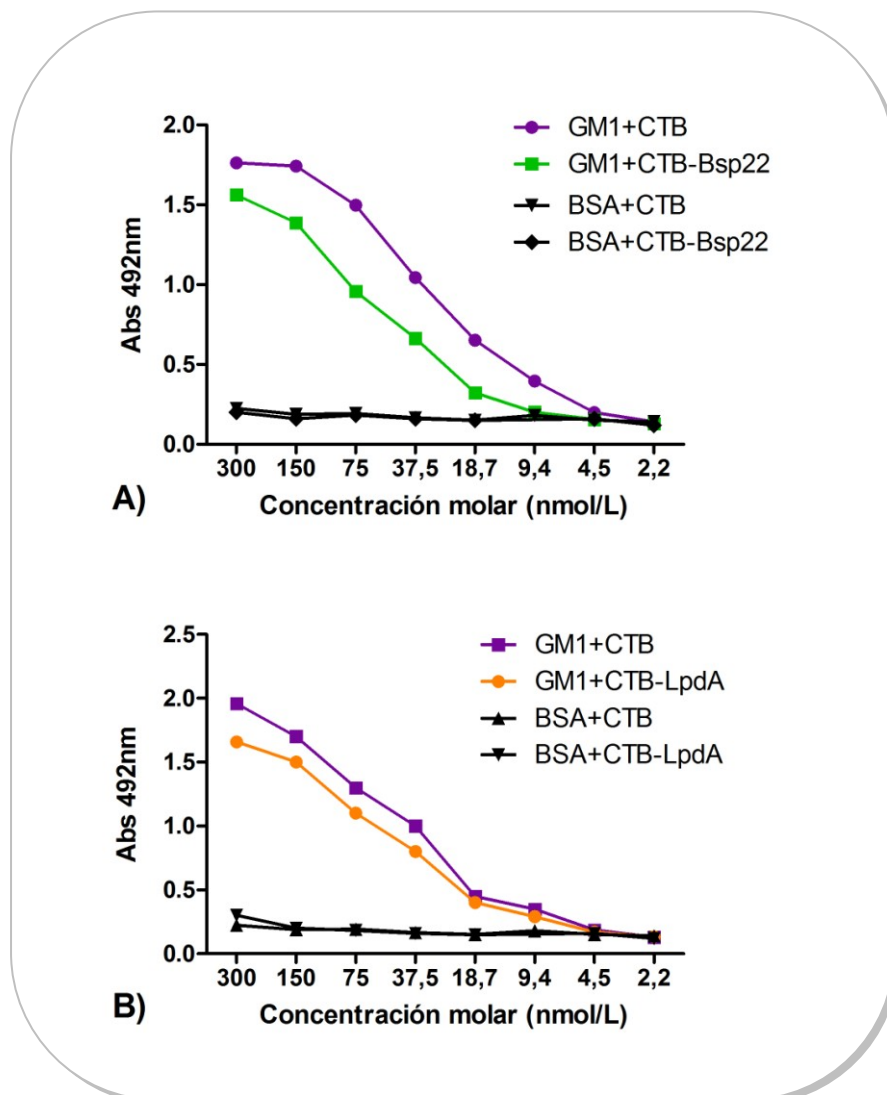 GM1+CTB
GM1+CTB-Bsp22
BSA+CTB
BSA+CTB-Bsp22
Abs 492nm
2.0
1.5
1.0
0.5
0.0
300 150 75 37,5 18,7 9,4 4,5 2,2
Concentración molar (nmol/L)
A)
GM1+CTB
GM1+CTB-LpdA
BSA+CTB
BSA+CTB-LpdA
Abs 492nm
2.5
2.0
1.5
1.0
0.5
0.0
300 150 75 37,5 18,7 9,4 4,5 2,2
Concentración molar (nmol/L)
B)